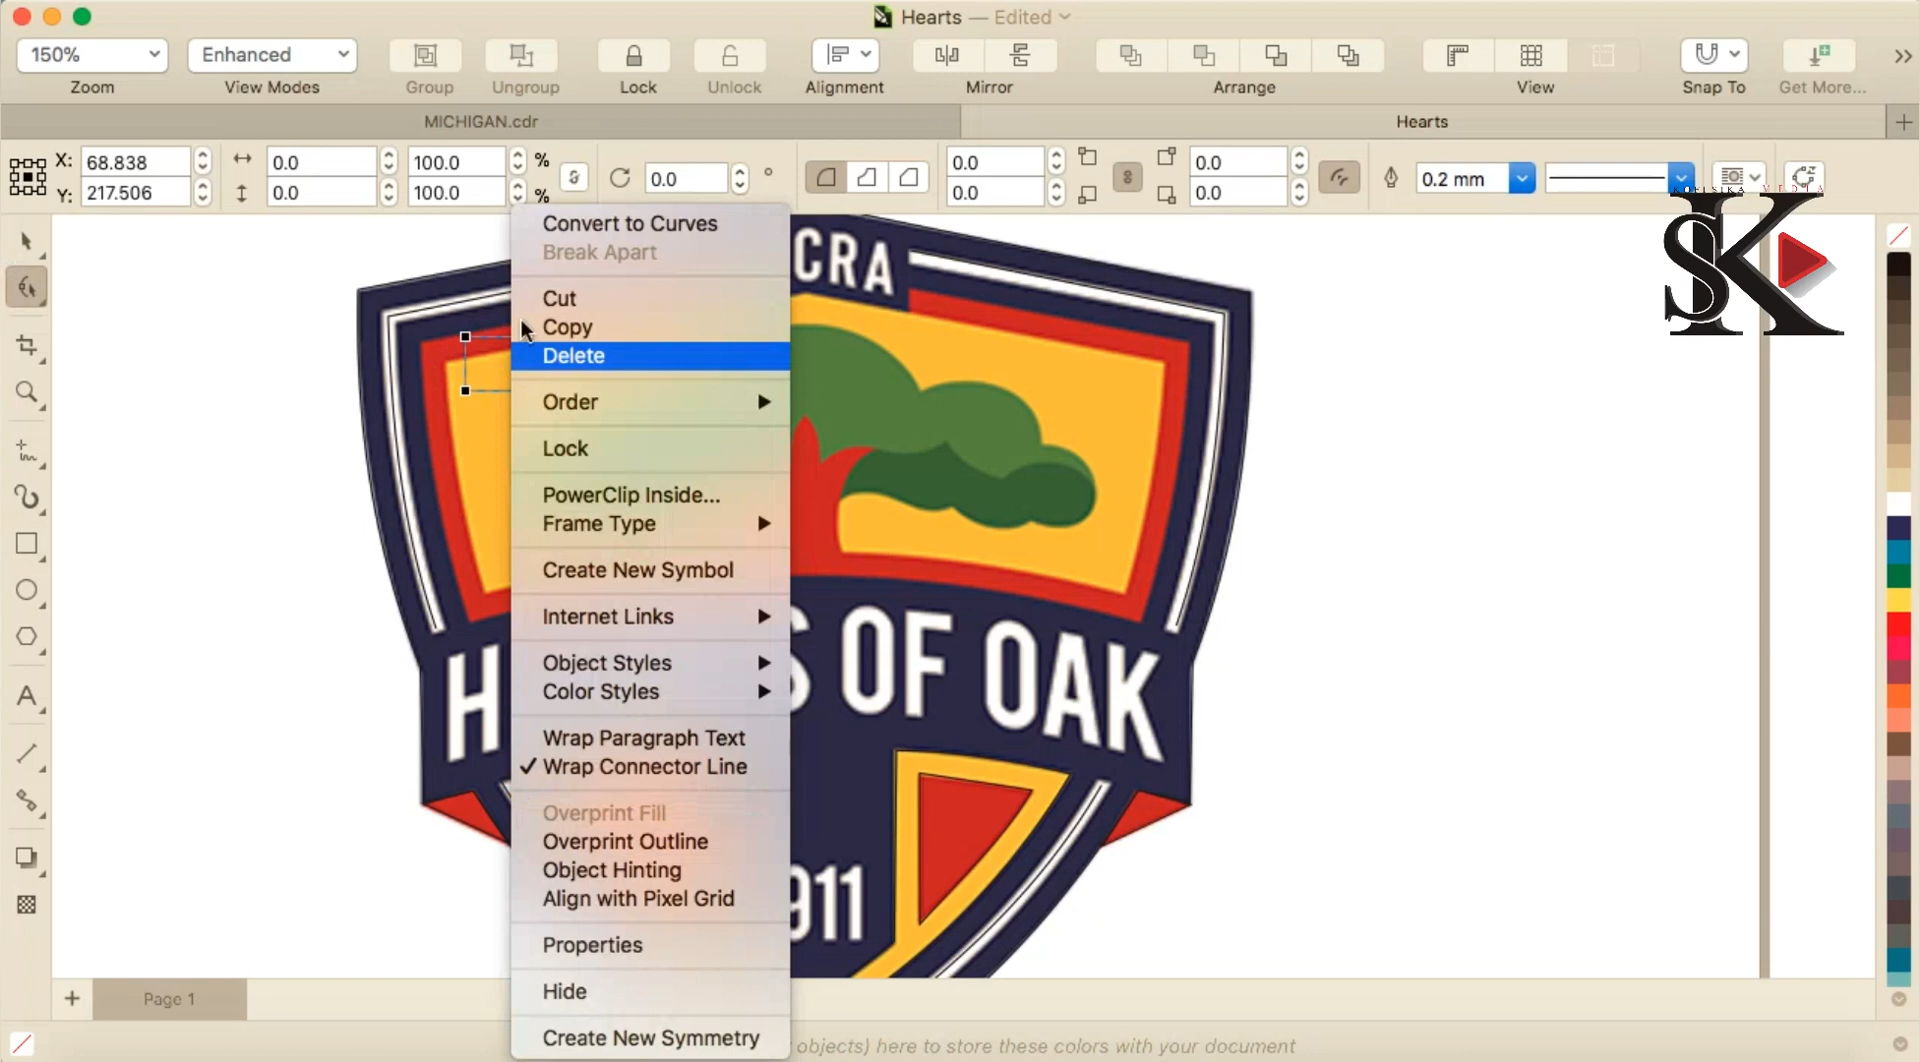 Hearts — Edited
150%
Enhanced
Zoom
View Modes
Group
Ungroup
Lock
Unlock
Alignment
Mirror
Arrange
View
Snap To
Get More...
MICHIGAN.cdr
Hearts
X: 68.838
0.0
100.0
%
0.0
°
0.0
0.0
0.2 mm
Y: 217.506
0.0
100.0
%
0.0
0.0
MEDIA
SK
Convert to Curves
Break Apart
Cut
Copy
Delete
Order
Lock
PowerClip Inside...
Frame Type
Create New Symbol
Internet Links
Object Styles
Color Styles
Wrap Paragraph Text
Wrap Connector Line
Overprint Fill
Overprint Outline
Object Hinting
Align with Pixel Grid
Properties
Hide
Create New Symmetry
CRA
H S OF OAK
911
Page 1
objects) here to store these colors with your document